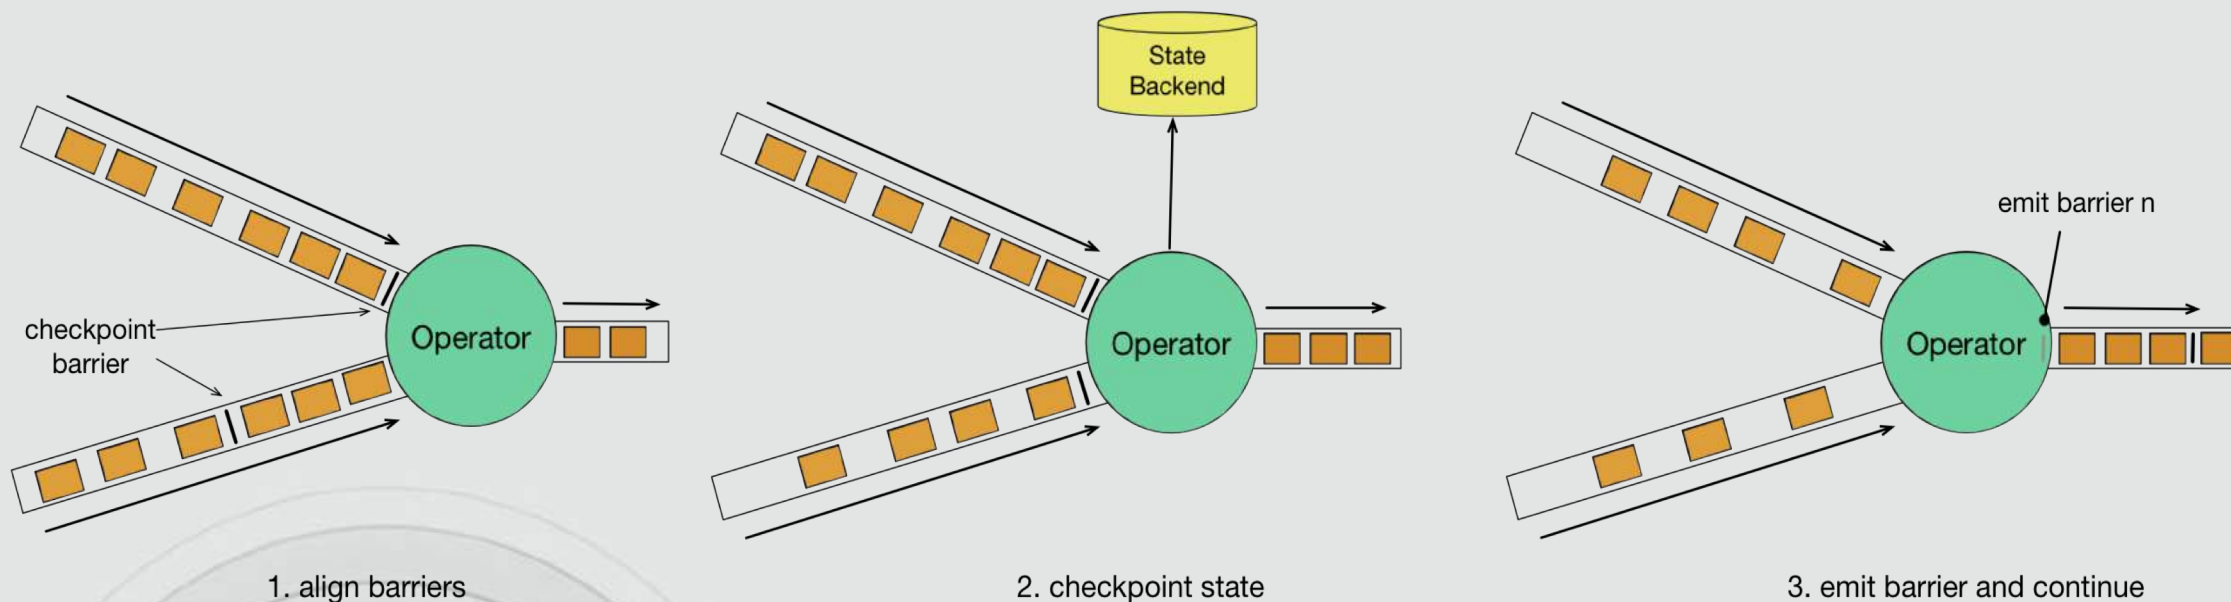 checkpoint
barrier
Operator
1. align barriers
State
Backend
Operator
2. checkpoint state
emit barrier n
Operator
3. emit barrier and continue